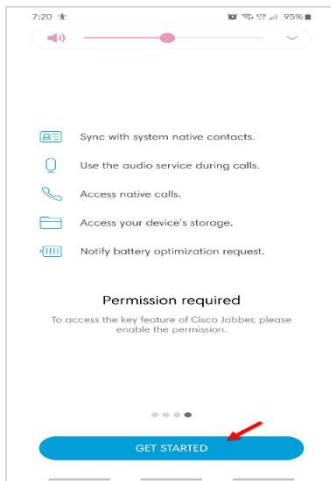 7:20
95%
Sync with system native contacts.
Use the audio service during calls.
Access native calls.
Access your device's storage.
Notify battery optimization request.
Permission required
To access the key feature of Cisco Jabber, please
enable the permission.
GET STARTED